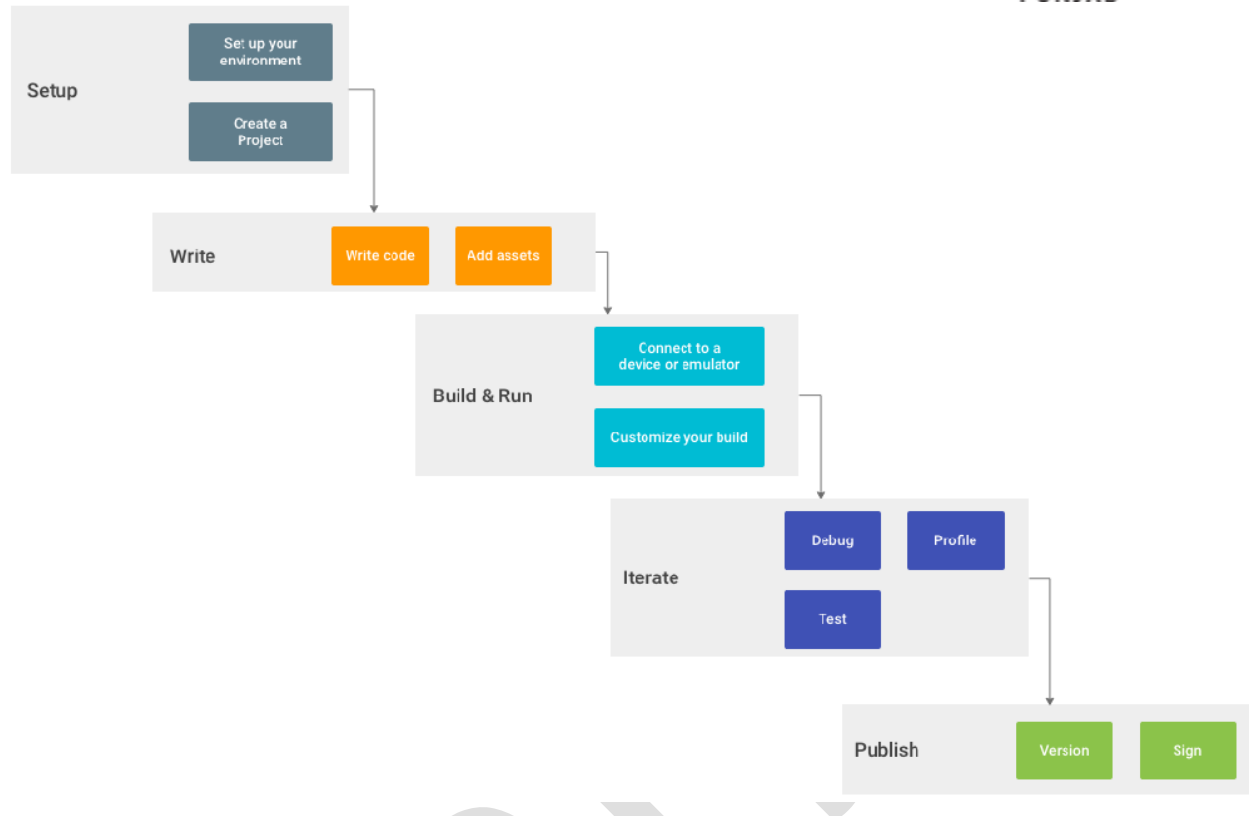 Setup
Set up your
environment
Create a
Project
Write
Write code
Add assets
Build & Run
Connect to a
device or emulator
Customize your build
Iterate
Debug
Profile
Test
Publish
Version
Sign